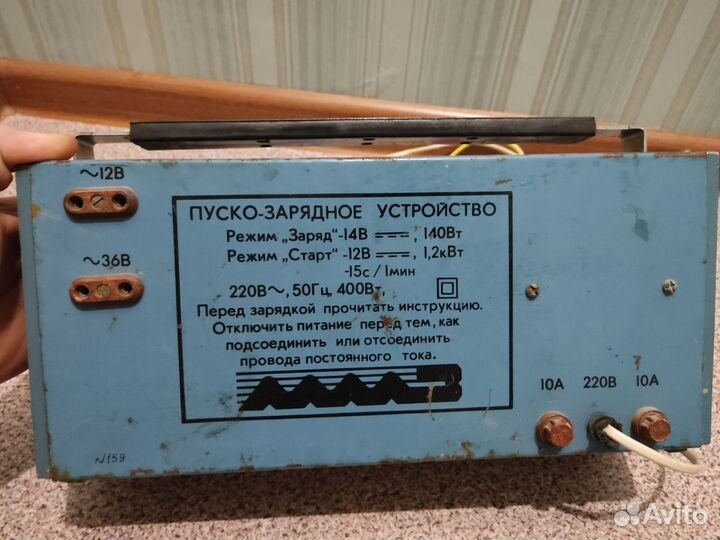 ~12В
~36В
ПУСКО-ЗАРЯДНОЕ УСТРОЙСТВО
Режим „Заряд"-14В ⎓, 140Вт
Режим „Старт" -12В ⎓, 1,2кВт
-15с / 1мин
220В~, 50Гц, 400Вт,
Перед зарядкой прочитать инструкцию.
Отключить питание перед тем, как
подсоединить или отсоединить
провода постоянного тока.
10А 220В 10А
N159
Avito